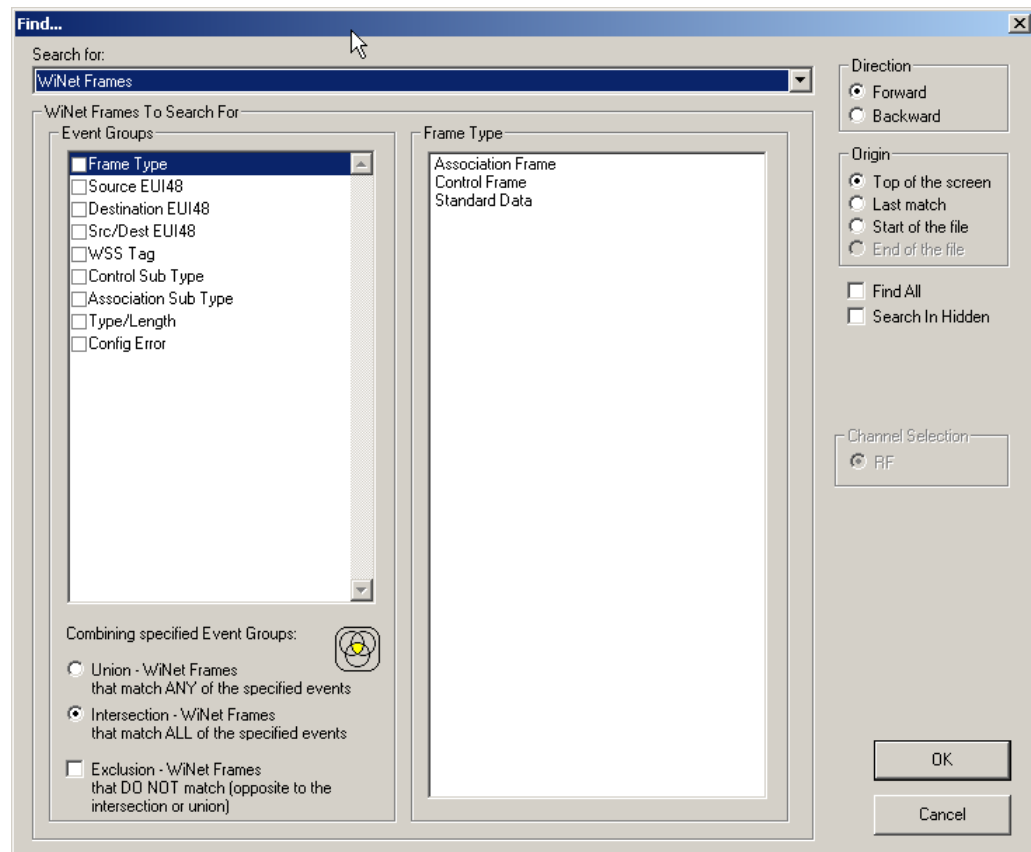 Find...
Search for:
WiNet Frames
WiNet Frames To Search For
Event Groups
Frame Type
Source EUI48
Destination EUI48
Src/Dest EUI48
WSS Tag
Control Sub Type
Association Sub Type
Type/Length
Config Error
Combining specified Event Groups:
Union - WiNet Frames
that match ANY of the specified events
Intersection - WiNet Frames
that match ALL of the specified events
Exclusion - WiNet Frames
that DO NOT match (opposite to the
intersection or union)
Frame Type
Association Frame
Control Frame
Standard Data
Direction
Forward
Backward
Origin
Top of the screen
Last match
Start of the file
End of the file
Find All
Search In Hidden
Channel Selection
RF
OK
Cancel